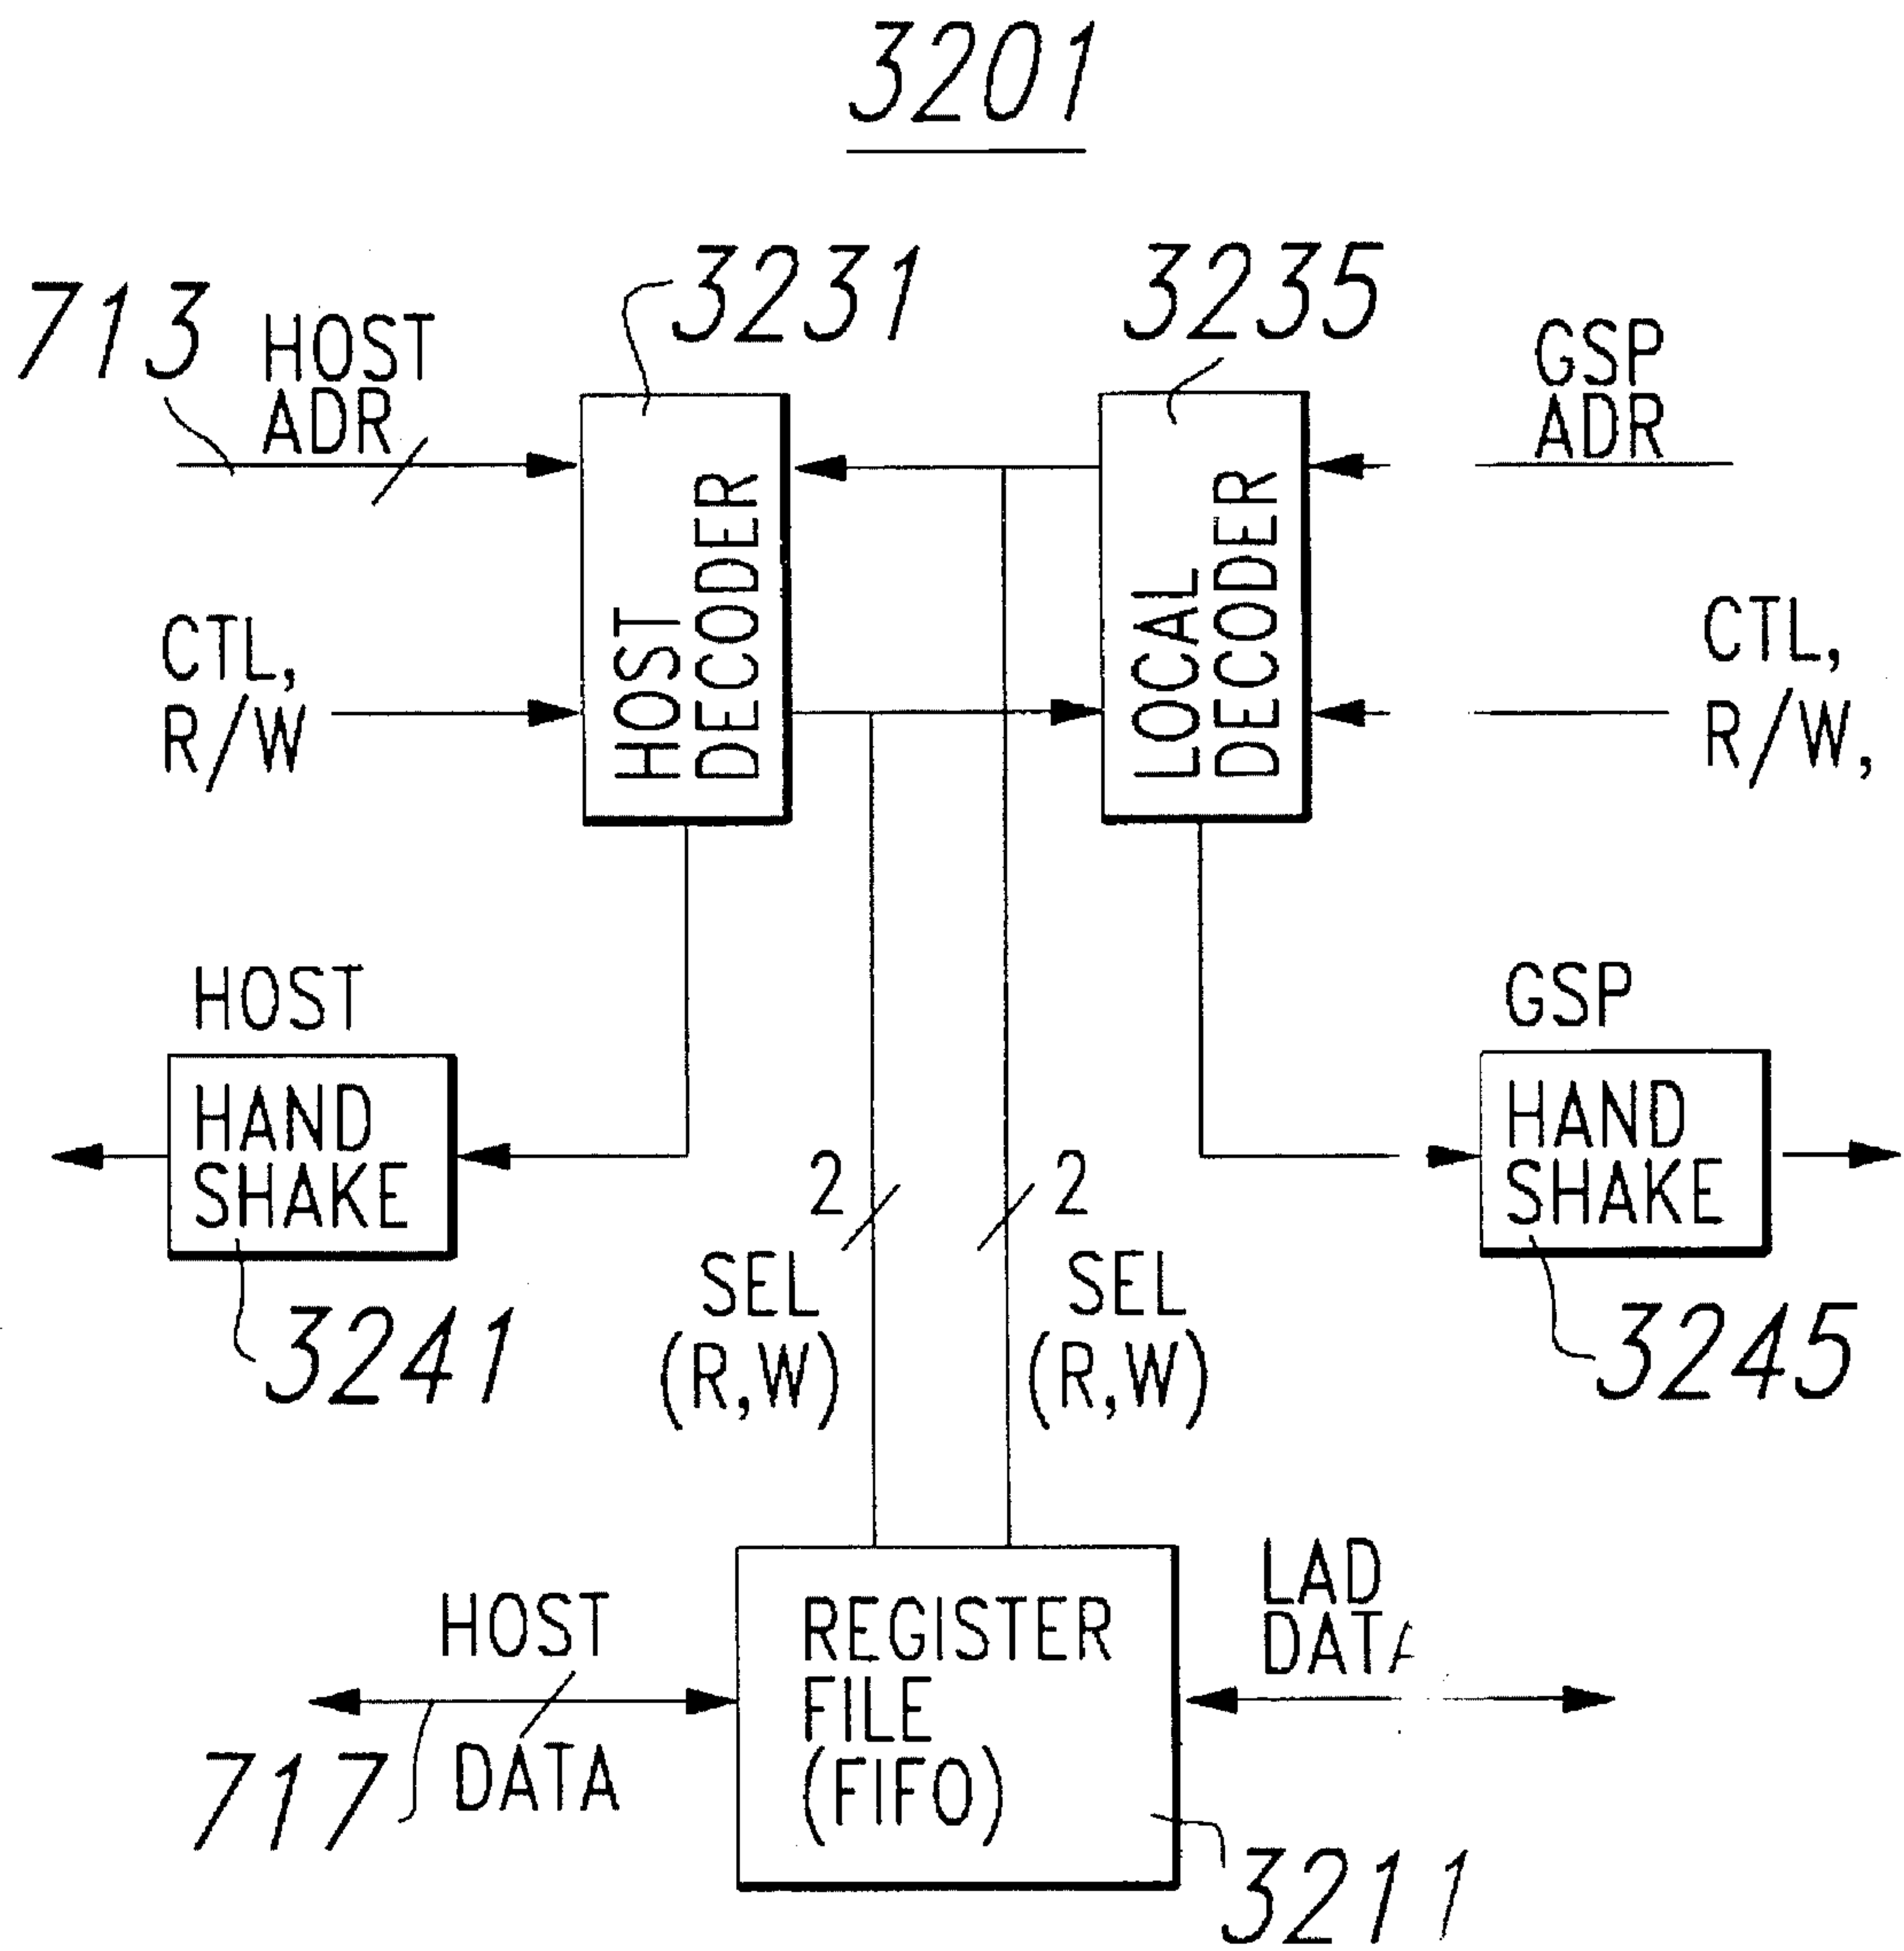 3201
713
HOST
ADR
3231
3235
GSP
ADR
HOST
DECODER
LOCAL
DECODER
CTL,
R/W
CTL,
R/W,
HOST
HAND
SHAKE
3241
GSP
HAND
SHAKE
3245
2
SEL
(R,W)
2
SEL
(R,W)
HOST
DATA
717
REGISTER
FILE
(FIFO)
LAD
DATA
3211